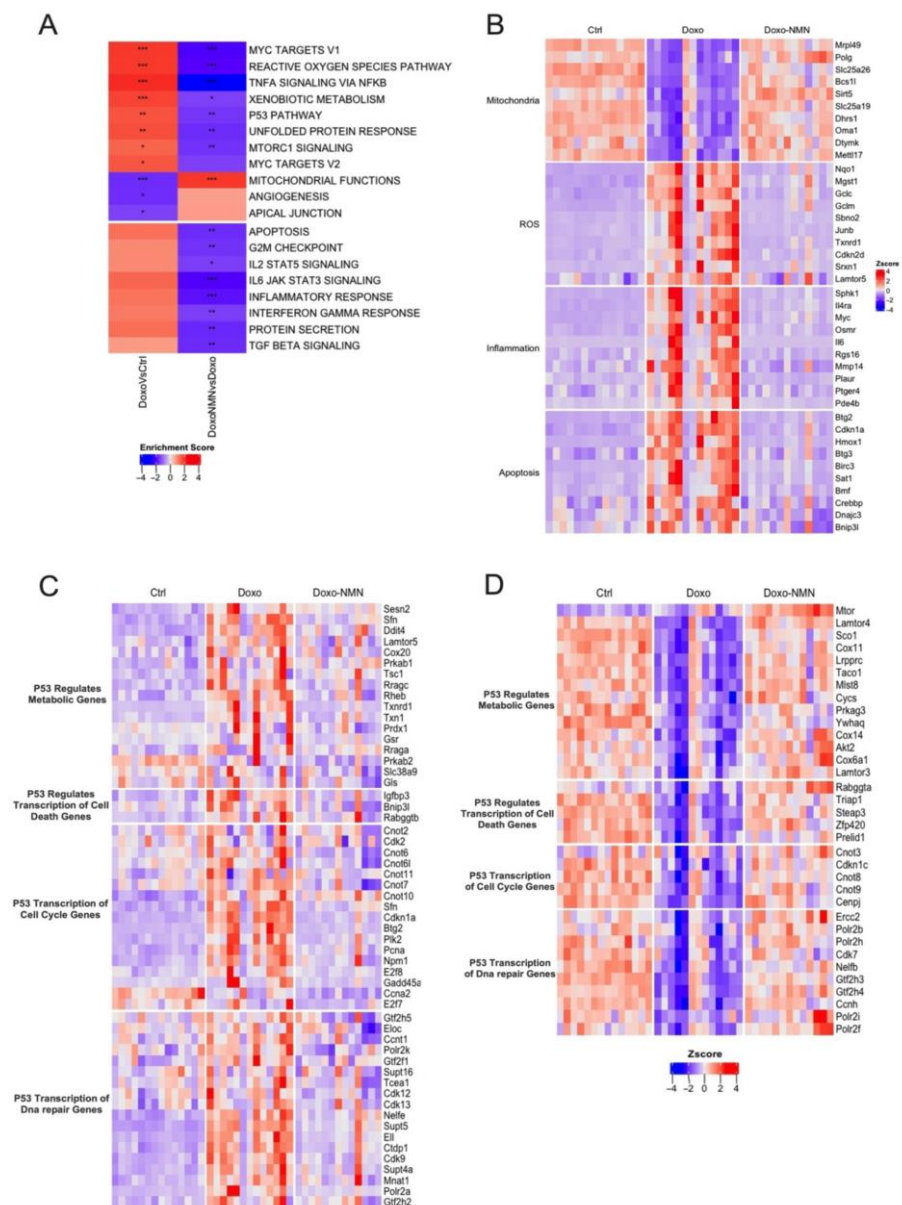 A
MYC TARGETS V1
REACTIVE OXYGEN SPECIES PATHWAY
TNFA SIGNALING VIA NFKB
XENOBIOTIC METABOLISM
P53 PATHWAY
UNFOLDED PROTEIN RESPONSE
MTORC1 SIGNALING
MYC TARGETS V2
MITOCHONDRIAL FUNCTIONS
ANGIOGENESIS
APICAL JUNCTION
APOPTOSIS
G2M CHECKPOINT
IL2 STAT5 SIGNALING
IL6 JAK STAT3 SIGNALING
INFLAMMATORY RESPONSE
INTERFERON GAMMA RESPONSE
PROTEIN SECRETION
TGF BETA SIGNALING
DoxoVsCtrl
DoxoNMNvsDoxo
Enrichment Score
-4 -2 0 2 4
B
Ctrl Doxo Doxo-NMN
Mitochondria
Mrpl49
Polg
Slc25a26
Bcs1l
Sirt5
Slc25a19
Dhrs1
Oma1
Dtymk
Mettl17
ROS
Nqo1
Mgst1
Gclc
Gclm
Sbno2
Junb
Txnrd1
Cdkn2d
Srxn1
Lamtor5
Inflammation
Sphk1
Il4ra
Myc
Osmr
Il6
Rgs16
Mmp14
Plaur
Ptger4
Pde4b
Apoptosis
Btg2
Cdkn1a
Hmox1
Btg3
Birc3
Sat1
Bmf
Crebbp
Dnajc3
Bnip3l
Zscore
4
2
0
-2
-4
C
Ctrl Doxo Doxo-NMN
P53 Regulates
Metabolic Genes
Sesn2
Sfn
Ddit4
Lamtor5
Cox20
Prkab1
Tsc1
Rragc
Rheb
Txnrd1
Txn1
Prdx1
Gsr
Rraga
Prkab2
Slc38a9
Gls
P53 Regulates
Transcription of Cell
Death Genes
Igfbp3
Bnip3l
Rabggtb
P53 Transcription of
Cell Cycle Genes
Cnot2
Cdk2
Cnot6
Cnot6l
Cnot11
Cnot7
Cnot10
Sfn
Cdkn1a
Btg2
Plk2
Pcna
Npm1
E2f8
Gadd45a
Ccna2
E2f7
P53 Transcription of
Dna repair Genes
Gtf2h5
Eloc
Ccnt1
Polr2k
Gtf2f1
Supt16
Tcea1
Cdk12
Cdk13
Nelfe
Supt5
Ell
Ctdp1
Cdk9
Supt4a
Mnat1
Polr2a
Gtf2h2
D
Ctrl Doxo Doxo-NMN
P53 Regulates
Metabolic Genes
Mtor
Lamtor4
Sco1
Cox11
Lrpprc
Taco1
Mlst8
Cycs
Prkag3
Ywhaq
Cox14
Akt2
Cox6a1
Lamtor3
P53 Regulates
Transcription of Cell
Death Genes
Rabggta
Triap1
Steap3
Zfp420
Prelid1
P53 Transcription
of Cell Cycle Genes
Cnot3
Cdkn1c
Cnot8
Cnot9
Cenpj
P53 Transcription
of Dna repair Genes
Ercc2
Polr2b
Polr2h
Cdk7
Nelfb
Gtf2h3
Gtf2h4
Ccnh
Polr2i
Polr2f
Zscore
-4 -2 0 2 4